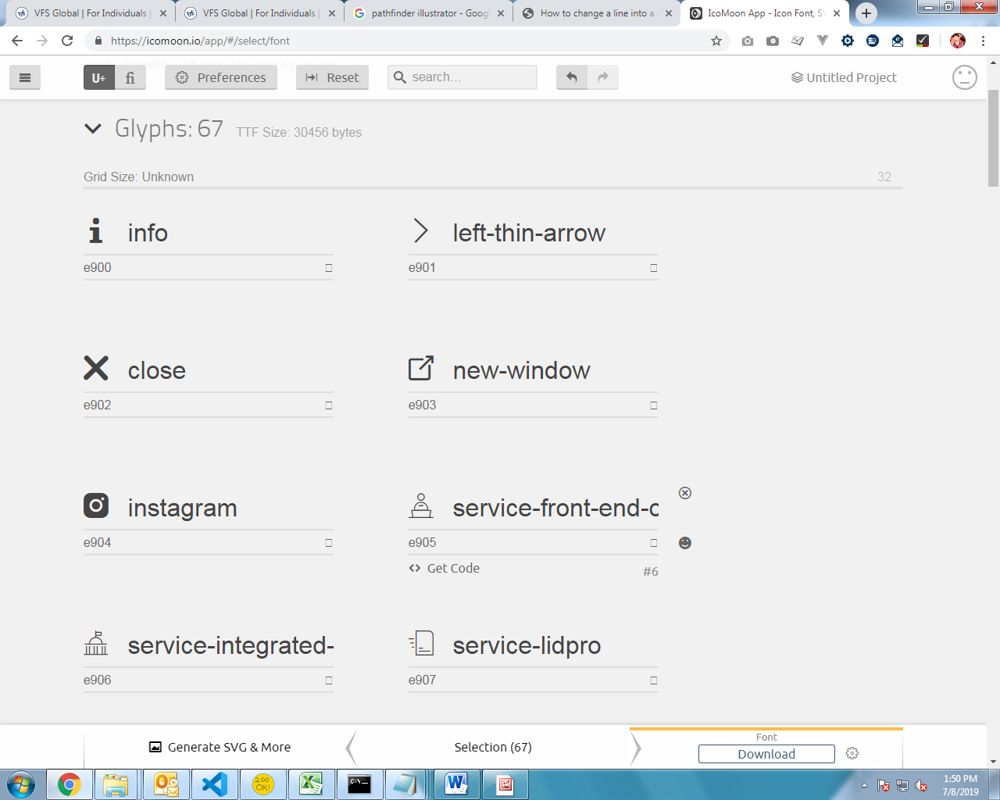 VFS Global | For Individuals
VFS Global | For Individuals |
pathfinder illustrator - Goog
How to change a line into a
IcoMoon App - Icon Font, SV
https://icomoon.io/app/#/select/font
U+
fi
Preferences
Reset
search...
Untitled Project
Glyphs: 67
TTF Size: 30456 bytes
Grid Size: Unknown
32
info
left-thin-arrow
e900
e901
close
new-window
e902
e903
instagram
service-front-end-o
e904
e905
Get Code
#6
service-integrated-
service-lidpro
e906
e907
Generate SVG & More
Selection (67)
Font
Download
200
OK!
C:\_
1:50 PM
7/8/2019